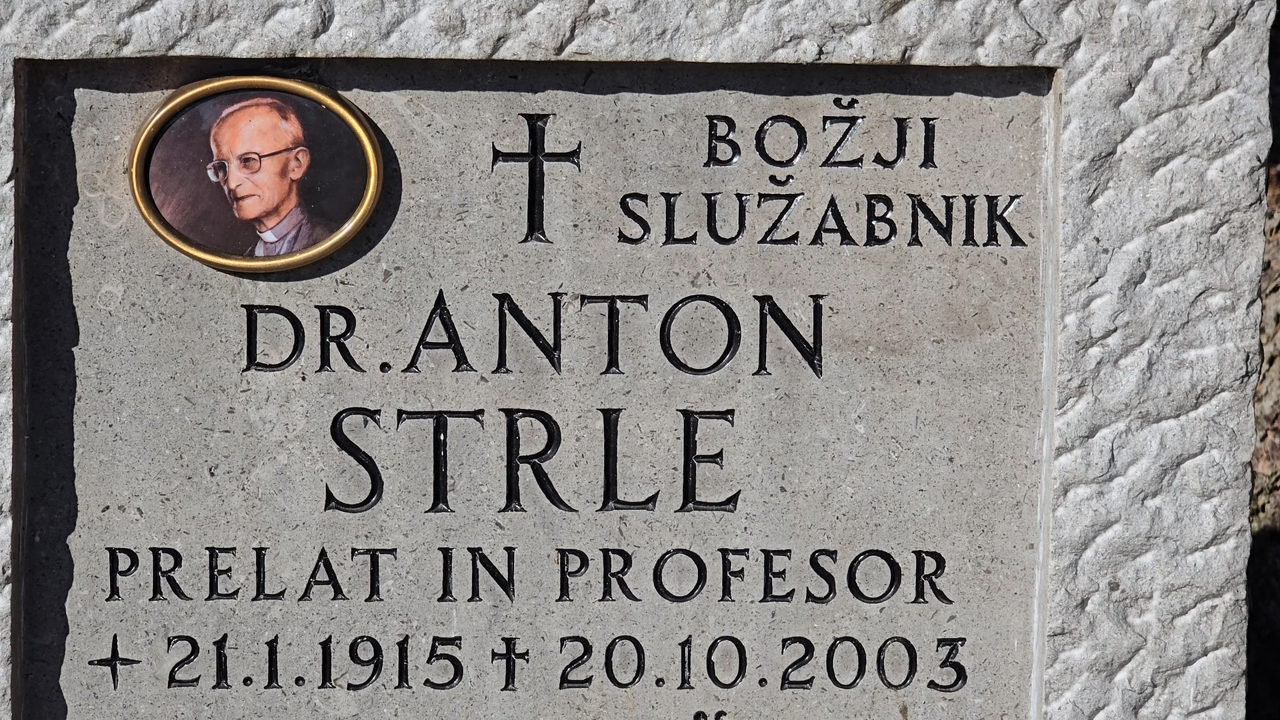 BOŽJI
SLUŽABNIK
DR. ANTON
STRLE
PRELAT IN PROFESOR
+ 21.1.1915 † 20.10.2003